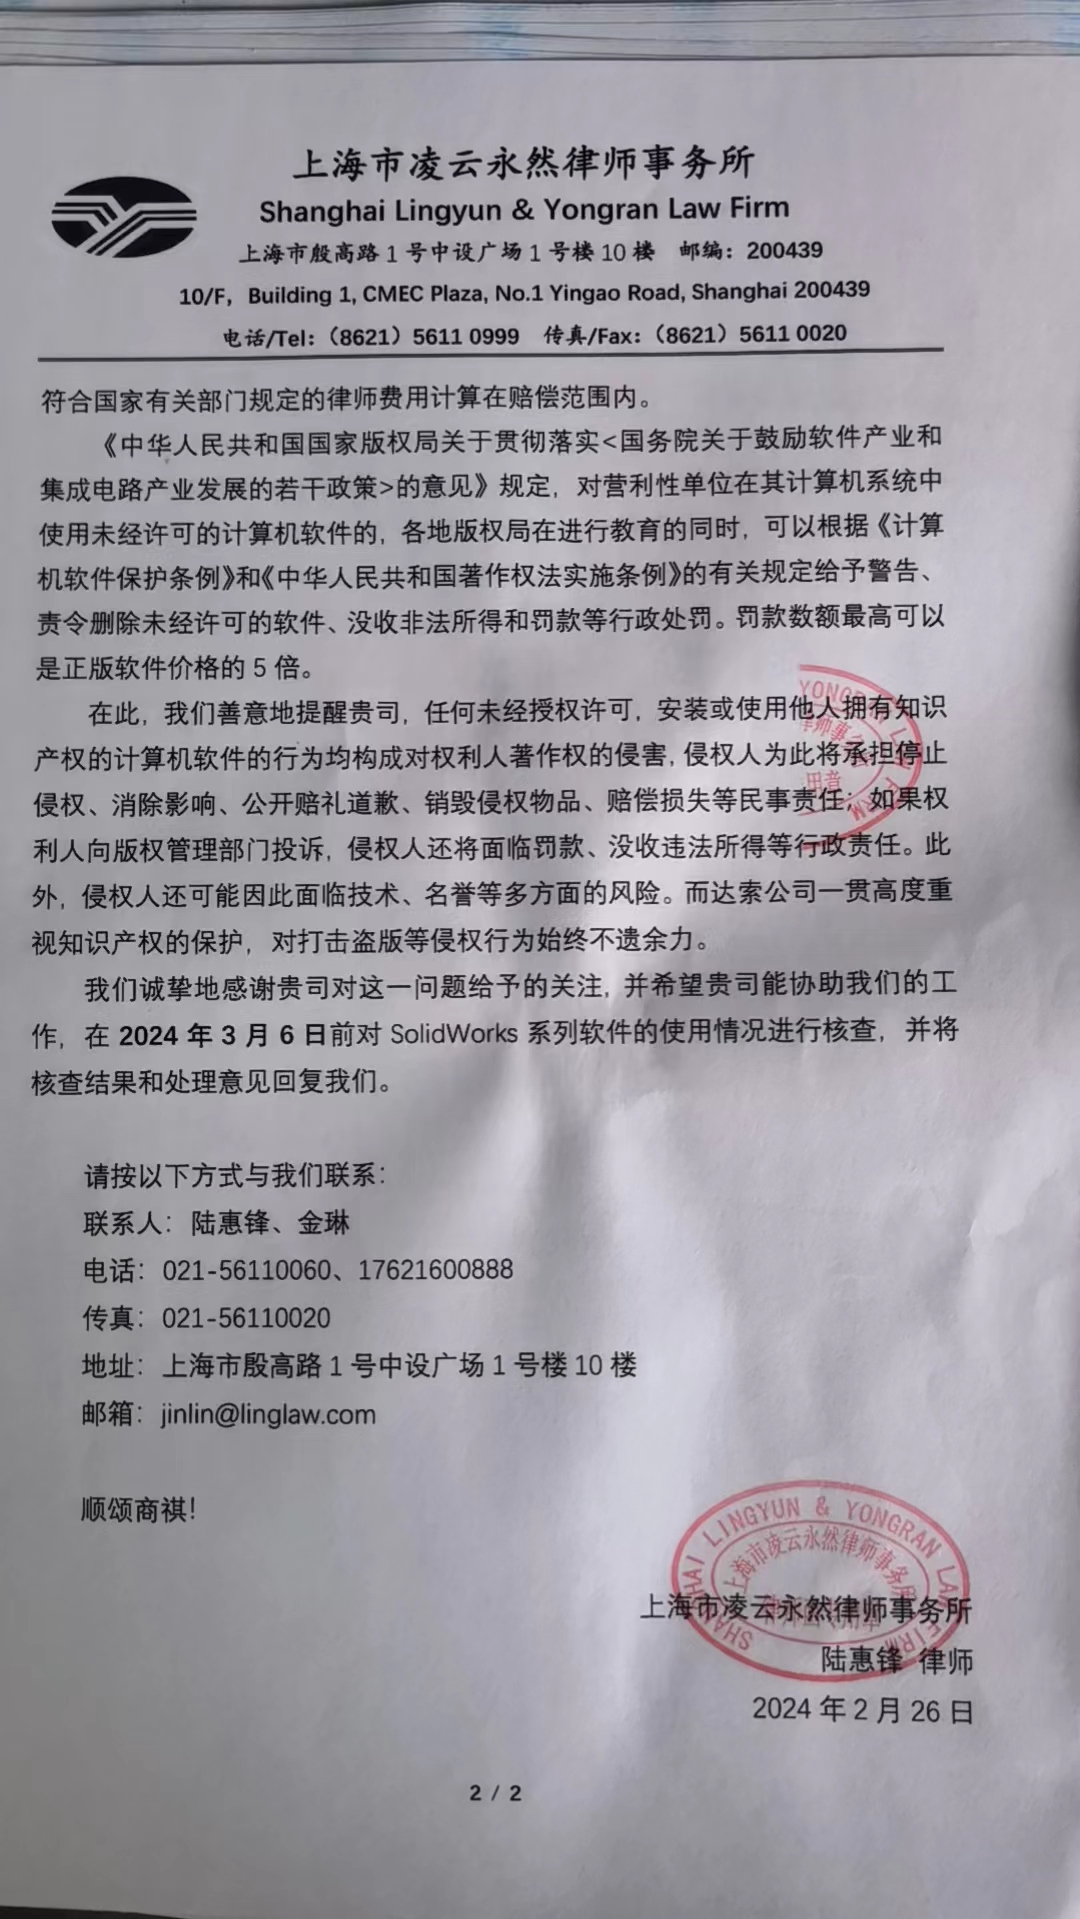 上海市凌云永然律师事务所
Shanghai Lingyun & Yongran Law Firm
上海市殷高路 1 号中设广场 1 号楼 10 楼 邮编：200439
10/F, Building 1, CMEC Plaza, No.1 Yingao Road, Shanghai 200439
电话/Tel:（8621）5611 0999 传真/Fax:（8621）5611 0020
符合国家有关部门规定的律师费用计算在赔偿范围内。
《中华人民共和国国家版权局关于贯彻落实<国务院关于鼓励软件产业和
集成电路产业发展的若干政策>的意见》规定，对营利性单位在其计算机系统中
使用未经许可的计算机软件的，各地版权局在进行教育的同时，可以根据《计算
机软件保护条例》和《中华人民共和国著作权法实施条例》的有关规定给予警告、
责令删除未经许可的软件、没收非法所得和罚款等行政处罚。罚款数额最高可以
是正版软件价格的 5 倍。
在此，我们善意地提醒贵司，任何未经授权许可，安装或使用他人拥有知识
产权的计算机软件的行为均构成对权利人著作权的侵害，侵权人为此将承担停止
侵权、消除影响、公开赔礼道歉、销毁侵权物品、赔偿损失等民事责任；如果权
利人向版权管理部门投诉，侵权人还将面临罚款、没收违法所得等行政责任。此
外，侵权人还可能因此面临技术、名誉等多方面的风险。而达索公司一贯高度重
视知识产权的保护，对打击盗版等侵权行为始终不遗余力。
我们诚挚地感谢贵司对这一问题给予的关注，并希望贵司能协助我们的工
作，在 2024 年 3 月 6 日前对 SolidWorks 系列软件的使用情况进行核查，并将
核查结果和处理意见回复我们。
请按以下方式与我们联系：
联系人：陆惠锋、金琳
电话：021-56110060、17621600888
传真：021-56110020
地址：上海市殷高路 1 号中设广场 1 号楼 10 楼
邮箱：jinlin@linglaw.com
顺颂商祺！
SHANGHAI LINGYUN & YONGRAN LAW FIRM
上海市凌云永然律师事务所
上海市凌云永然律师事务所
陆惠锋 律师
2024 年 2 月 26 日
YONGRAN LAW FIRM
律师事务所
2 / 2